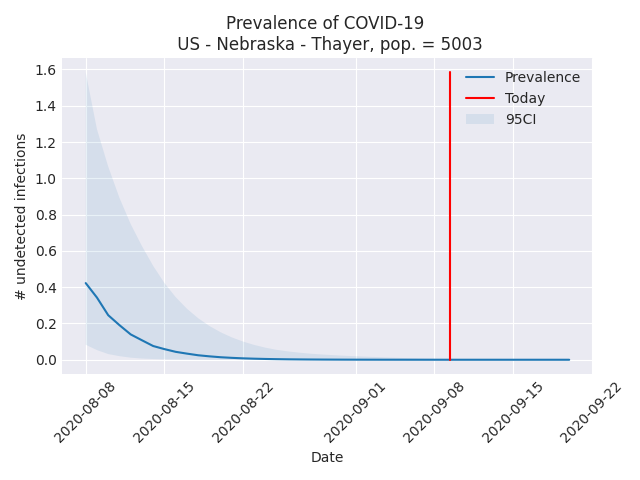 Prevalence of COVID-19
US - Nebraska - Thayer, pop. = 5003
1.6
1.4
1.2
1.0
0.8
0.6
0.4
0.2
0.0
# undetected infections
Prevalence
Today
95CI
2020-08-08
2020-08-15
2020-08-22
2020-09-01
2020-09-08
2020-09-15
2020-09-22
Date